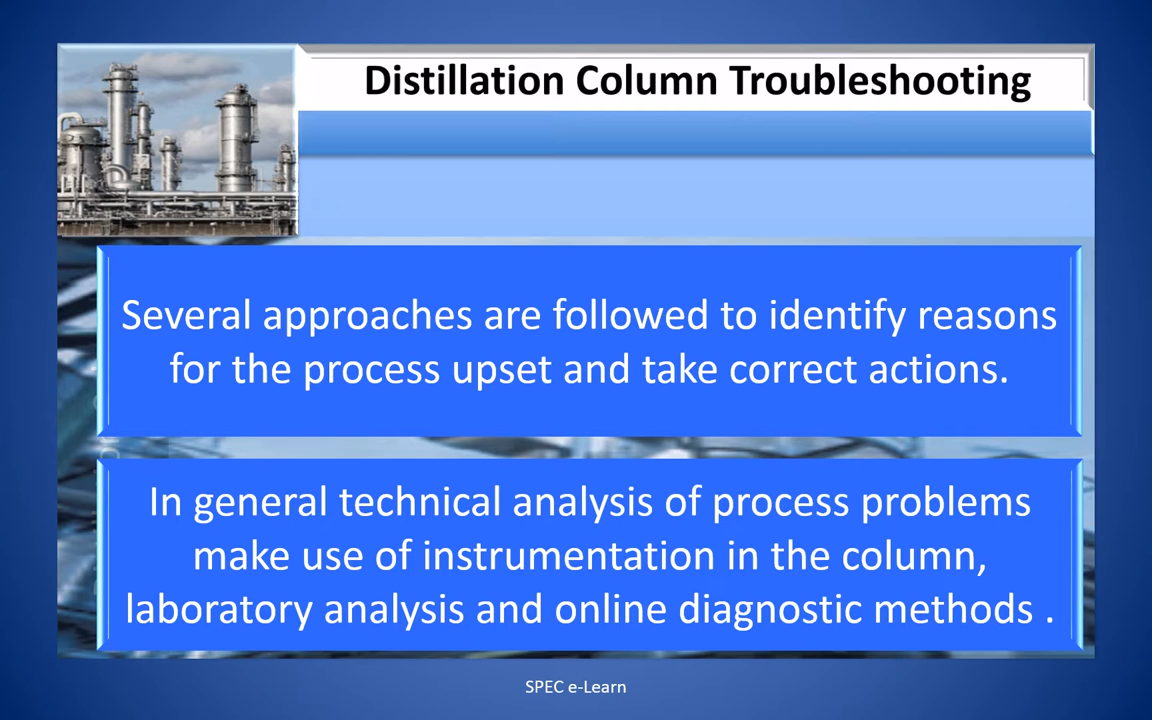 Distillation Column Troubleshooting
Several approaches are followed to identify reasons
for the process upset and take correct actions.
In general technical analysis of process problems
make use of instrumentation in the column,
laboratory analysis and online diagnostic methods .
SPEC e-Learn